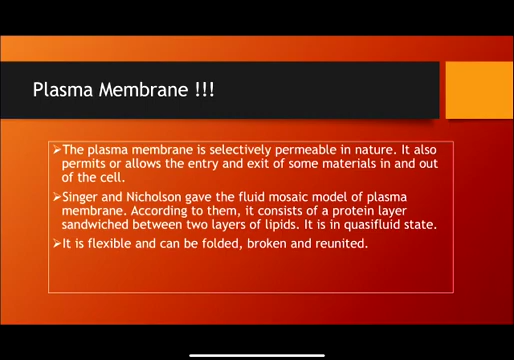 Plasma Membrane !!!
➢The plasma membrane is selectively permeable in nature. It also
permits or allows the entry and exit of some materials in and out
of the cell.
➢Singer and Nicholson gave the fluid mosaic model of plasma
membrane. According to them, it consists of a protein layer
sandwiched between two layers of lipids. It is in quasifluid state.
➢It is flexible and can be folded, broken and reunited.